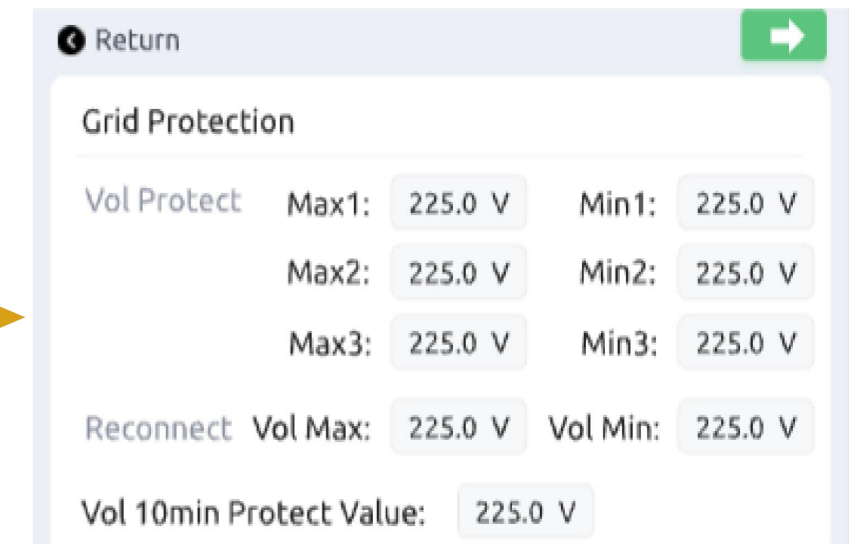 Return
Grid Protection
Vol Protect Max1: 225.0 V Min1: 225.0 V
Max2: 225.0 V Min2: 225.0 V
Max3: 225.0 V Min3: 225.0 V
Reconnect Vol Max: 225.0 V Vol Min: 225.0 V
Vol 10min Protect Value: 225.0 V